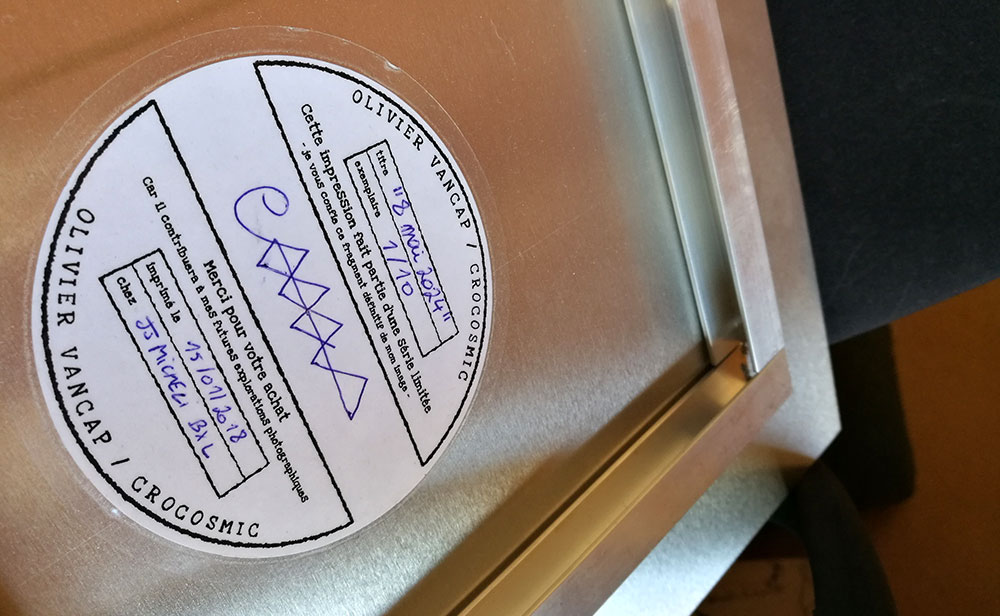 OLIVIER VANCAP / CROCOSMIC
titre "8 mai 2024"
exemplaire 1/10
Cette impression fait partie d'une série limitée
- je vous confie ce fragment définitif de mon image -
Merci pour votre achat
Car il contribuera à mes futures explorations photographiques
imprimé le 15/01/2018
chez JS MICHELI BXL
OLIVIER VANCAP / CROCOSMIC